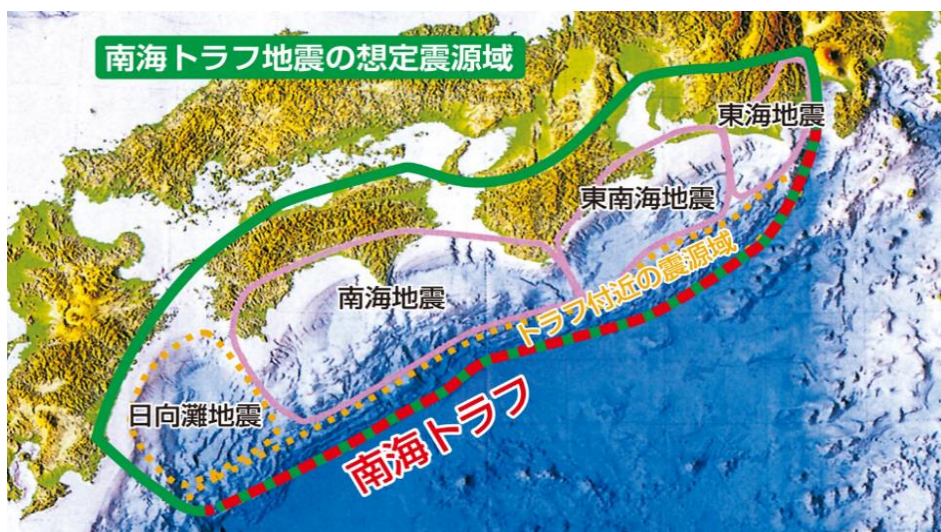 南海トラフ地震の想定震源域
東海地震
東南海地震
トラフ付近の震源域
南海地震
日向灘地震
南海トラフ